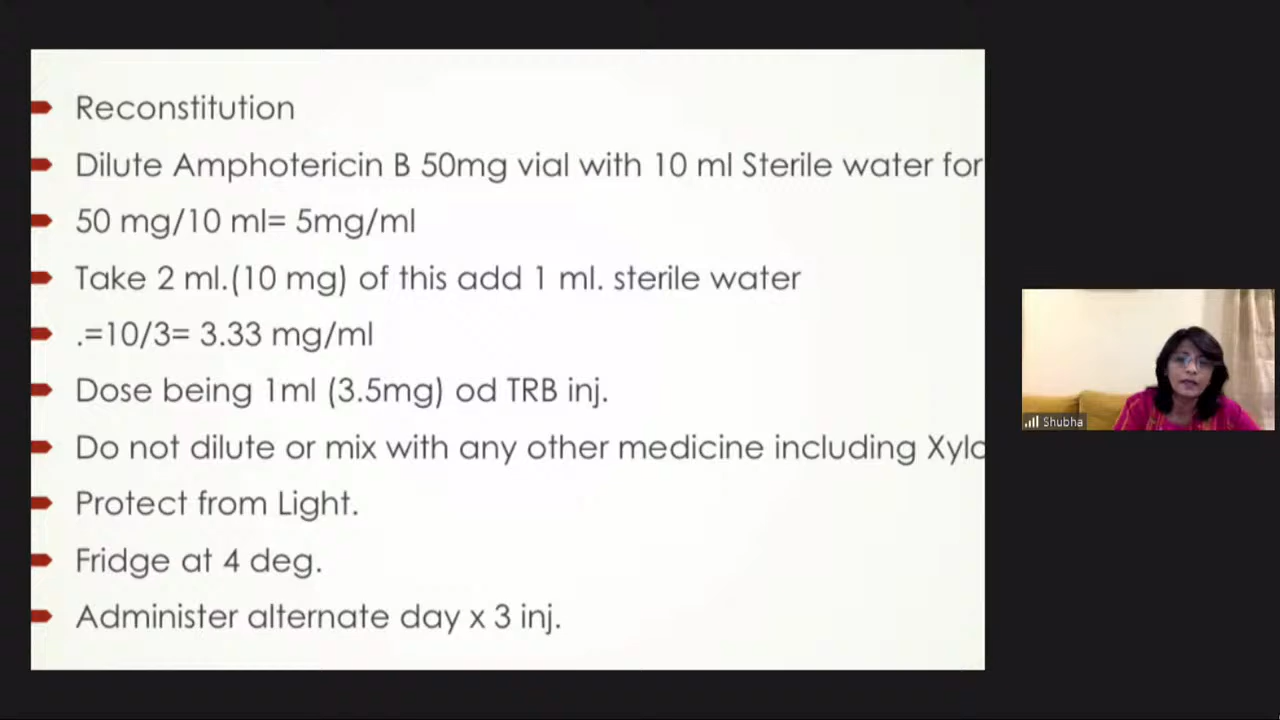 Reconstitution
Dilute Amphotericin B 50mg vial with 10 ml Sterile water for
50 mg/10 ml= 5mg/ml
Take 2 ml.(10 mg) of this add 1 ml. sterile water
.=10/3= 3.33 mg/ml
Dose being 1ml (3.5mg) od TRB inj.
Do not dilute or mix with any other medicine including
Protect from Light.
Fridge at 4 deg.
Administer alternate day x 3 inj.
Shubha